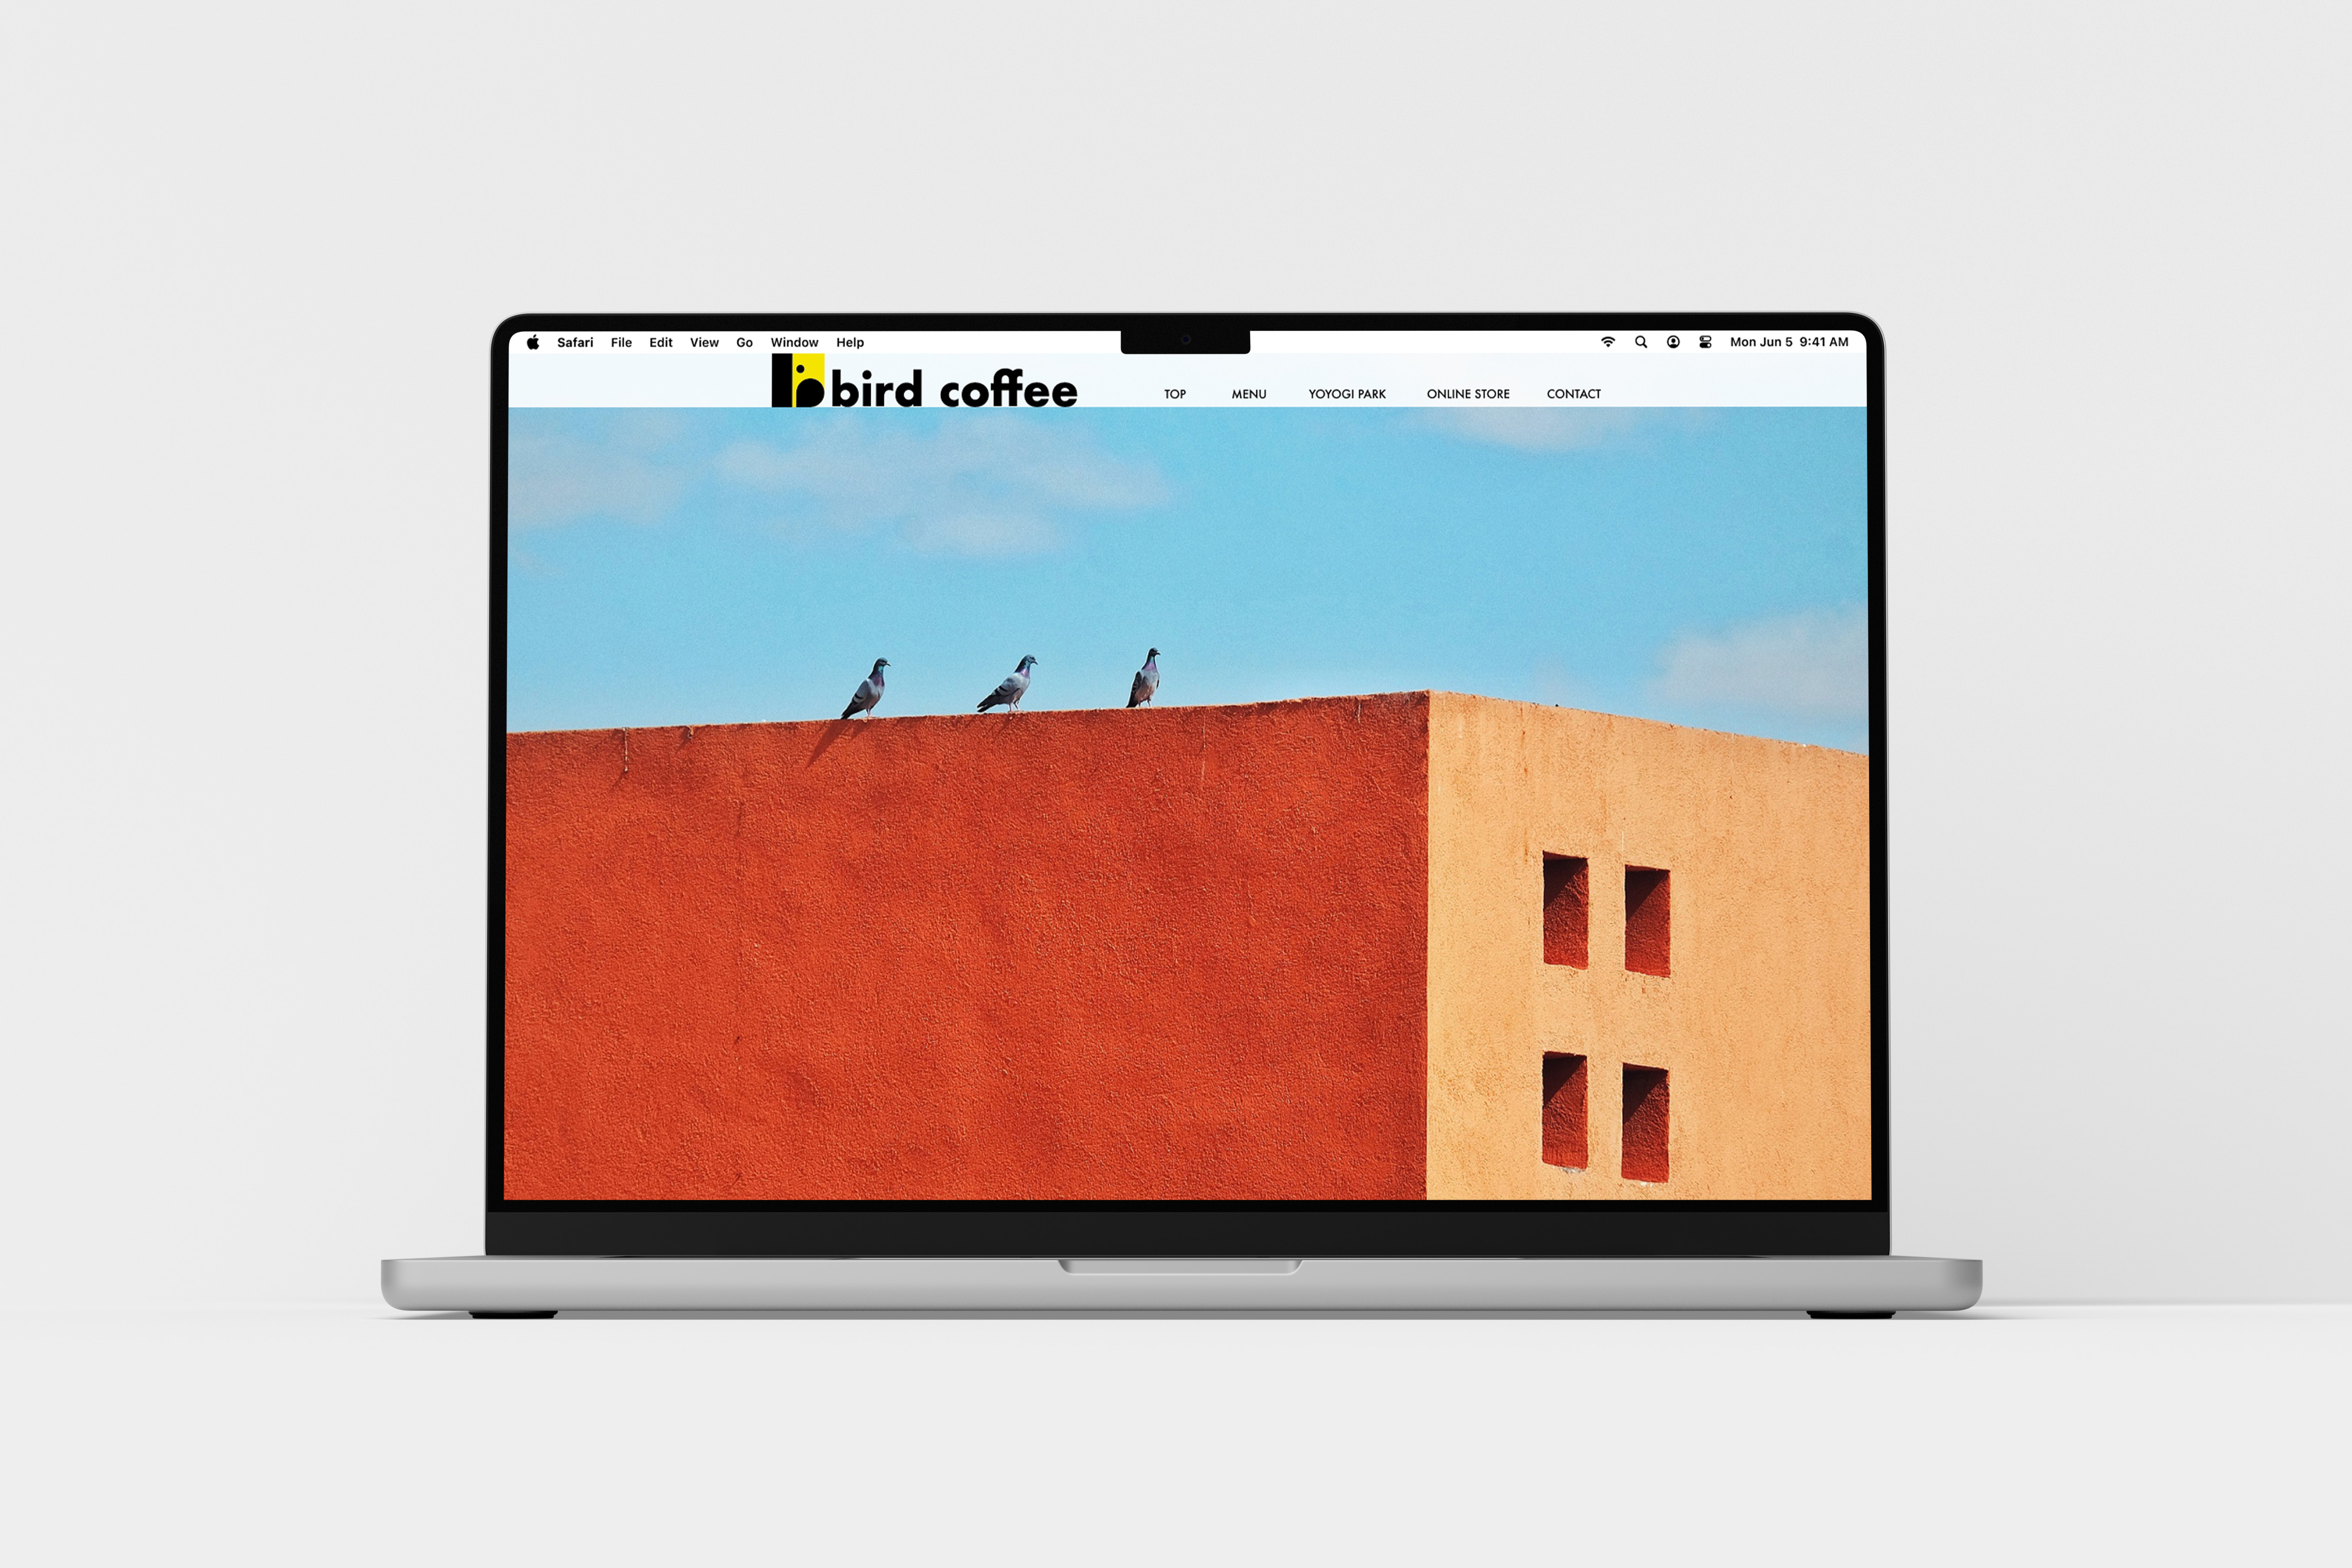 Safari File Edit View Go Window Help Mon Jun 5 9:41 AM
bird coffee TOP MENU YOYOGI PARK ONLINE STORE CONTACT